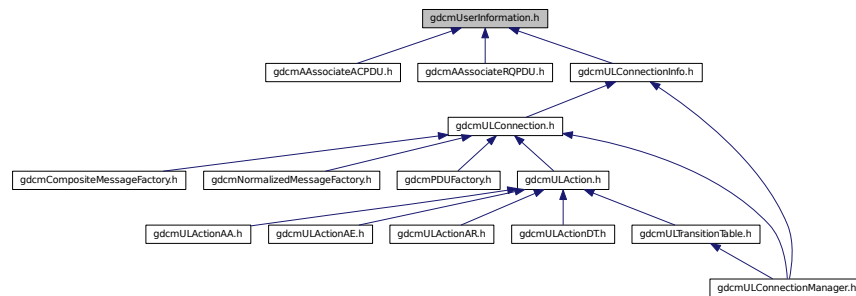 gdcmUserInformation.h
gdcmAAssociateACPDU.h
gdcmAAssociateRQPDU.h
gdcmULConnectionInfo.h
gdcmULConnection.h
gdcmCompositeMessageFactory.h
gdcmNormalizedMessageFactory.h
gdcmPDUFactory.h
gdcmULAction.h
gdcmULActionAA.h
gdcmULActionAE.h
gdcmULActionAR.h
gdcmULActionDT.h
gdcmULTransitionTable.h
gdcmULConnectionManager.h